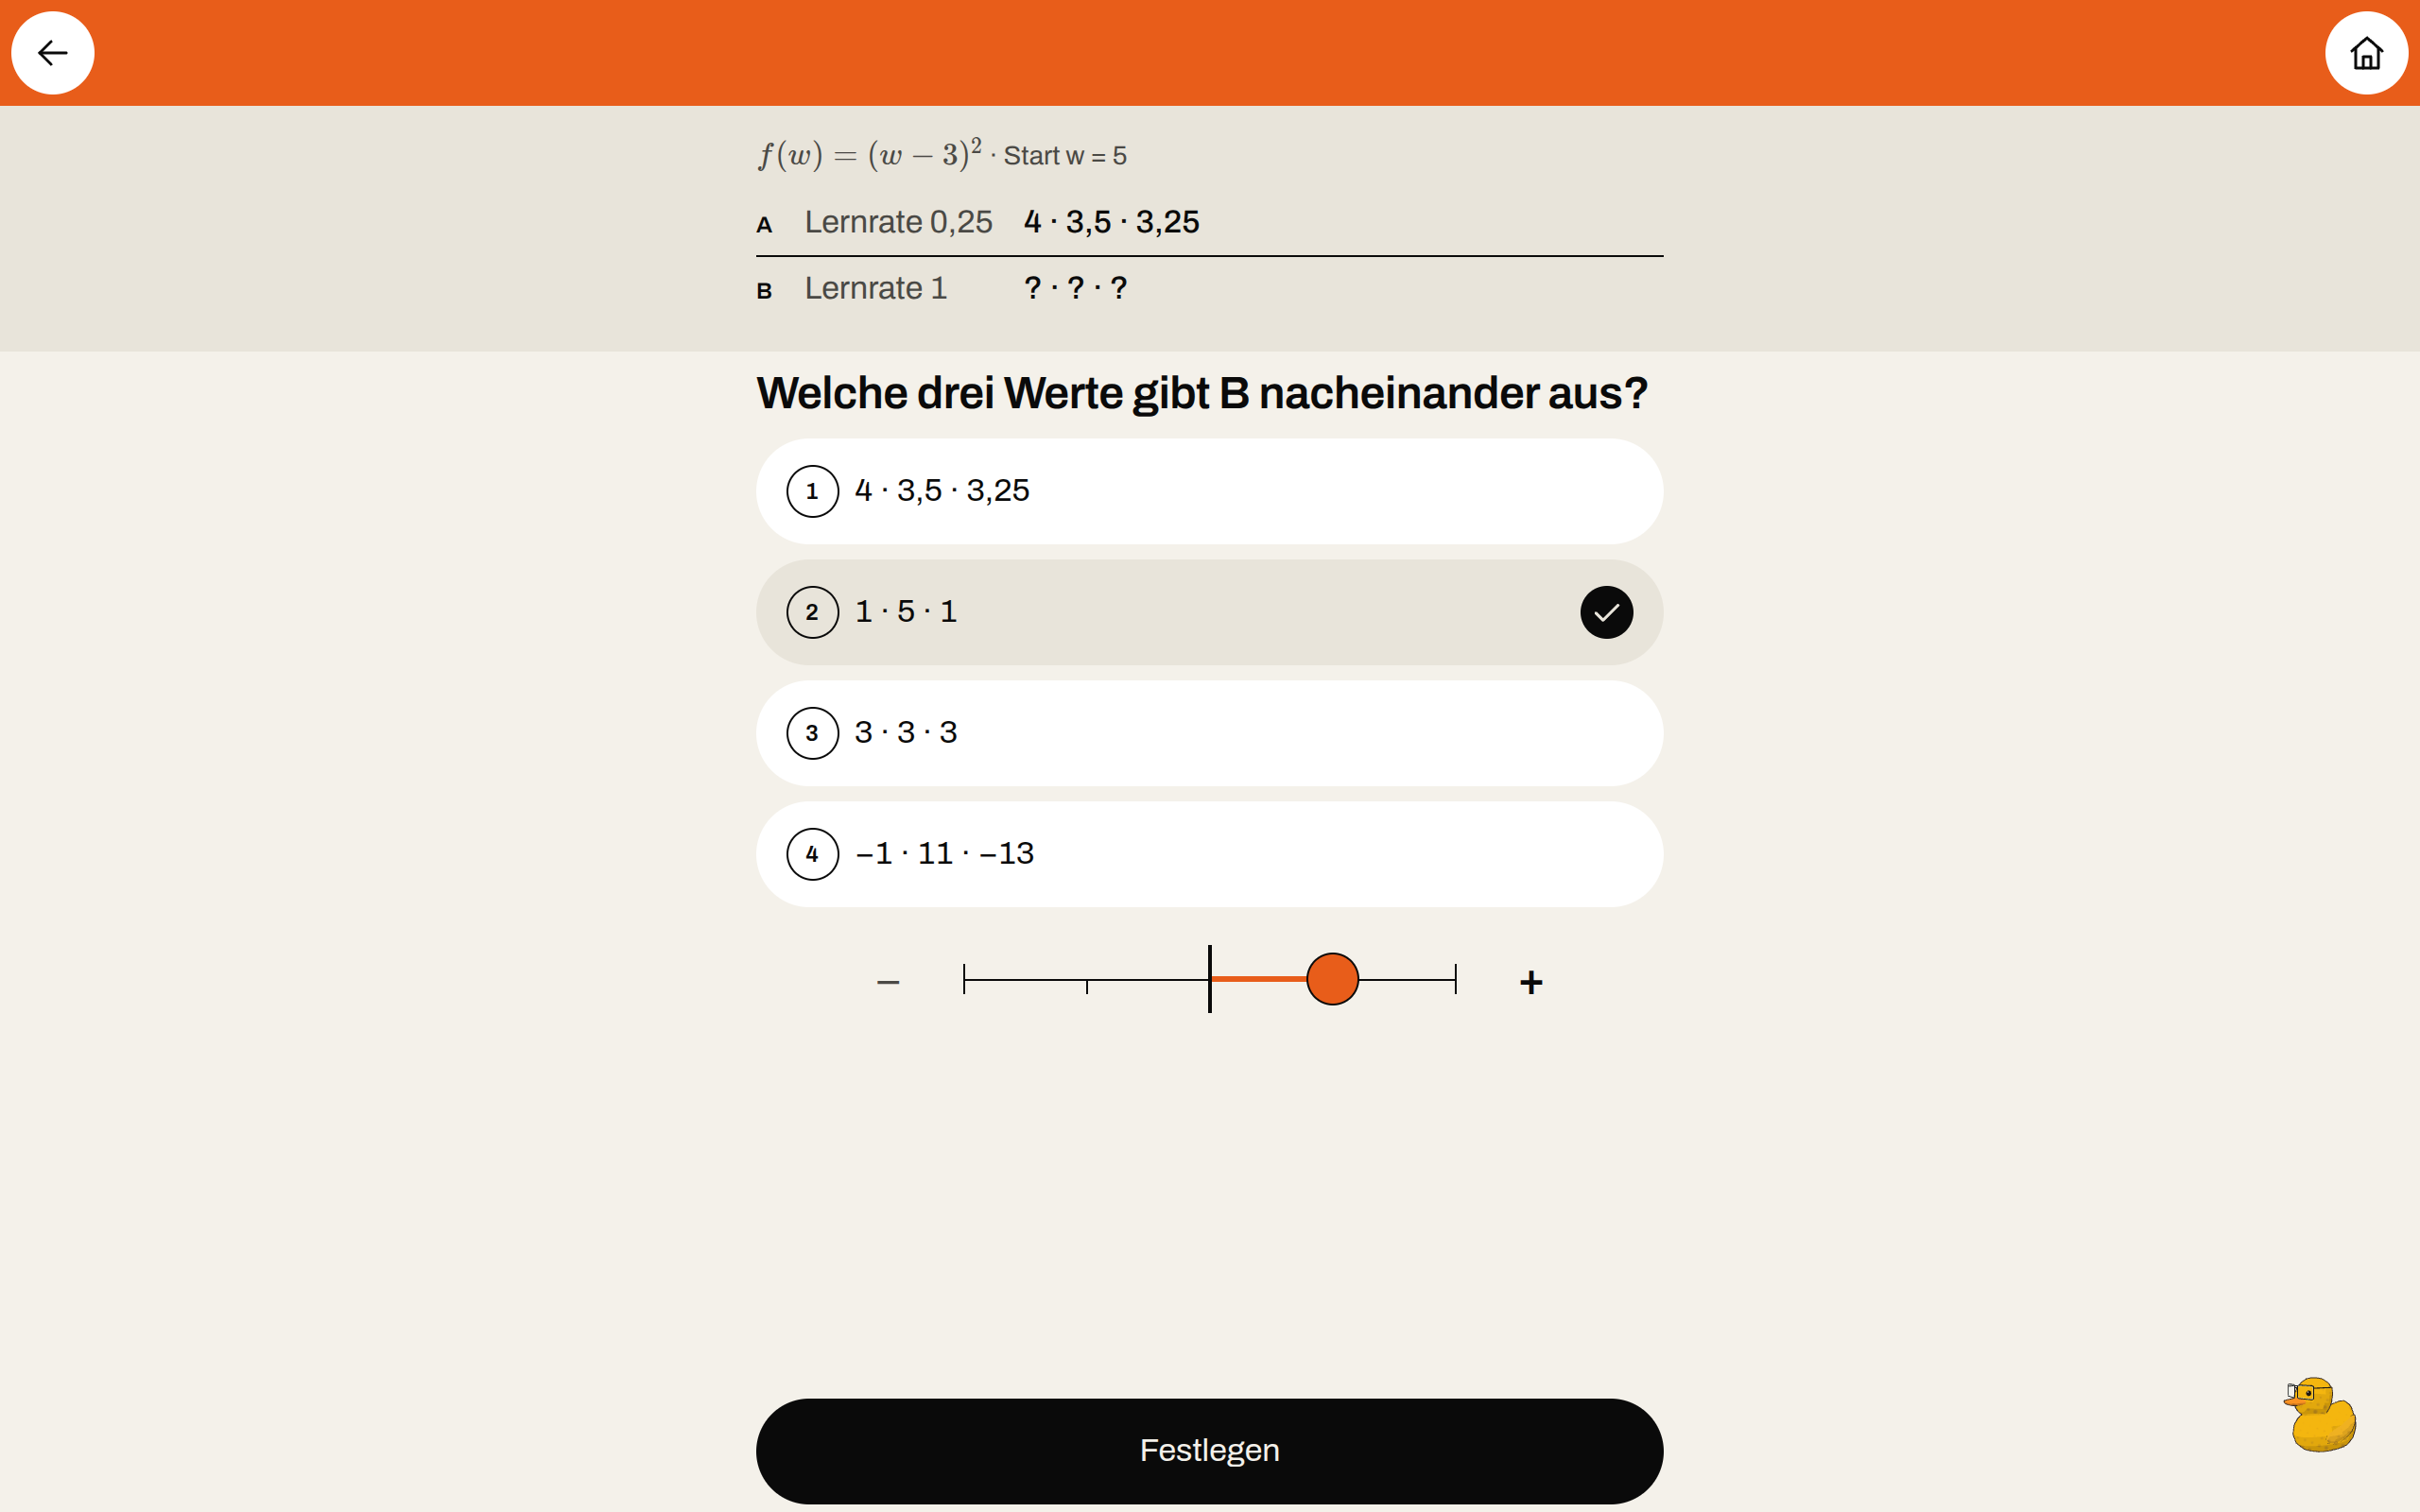 f(w) = (w − 3)² · Start w = 5
A Lernrate 0,25 4 · 3,5 · 3,25
B Lernrate 1 ? · ? · ?
Welche drei Werte gibt B nacheinander aus?
1 4 · 3,5 · 3,25
2 1 · 5 · 1
3 3 · 3 · 3
4 −1 · 11 · −13
− +
Festlegen